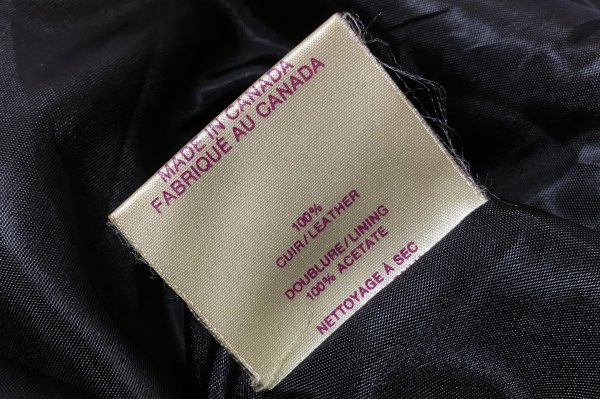 MADE IN CANADA
FABRIQUÉ AU CANADA
100%
CUIR/LEATHER
DOUBLURE/LINING
100% ACETATE
NETTOYAGE À SEC